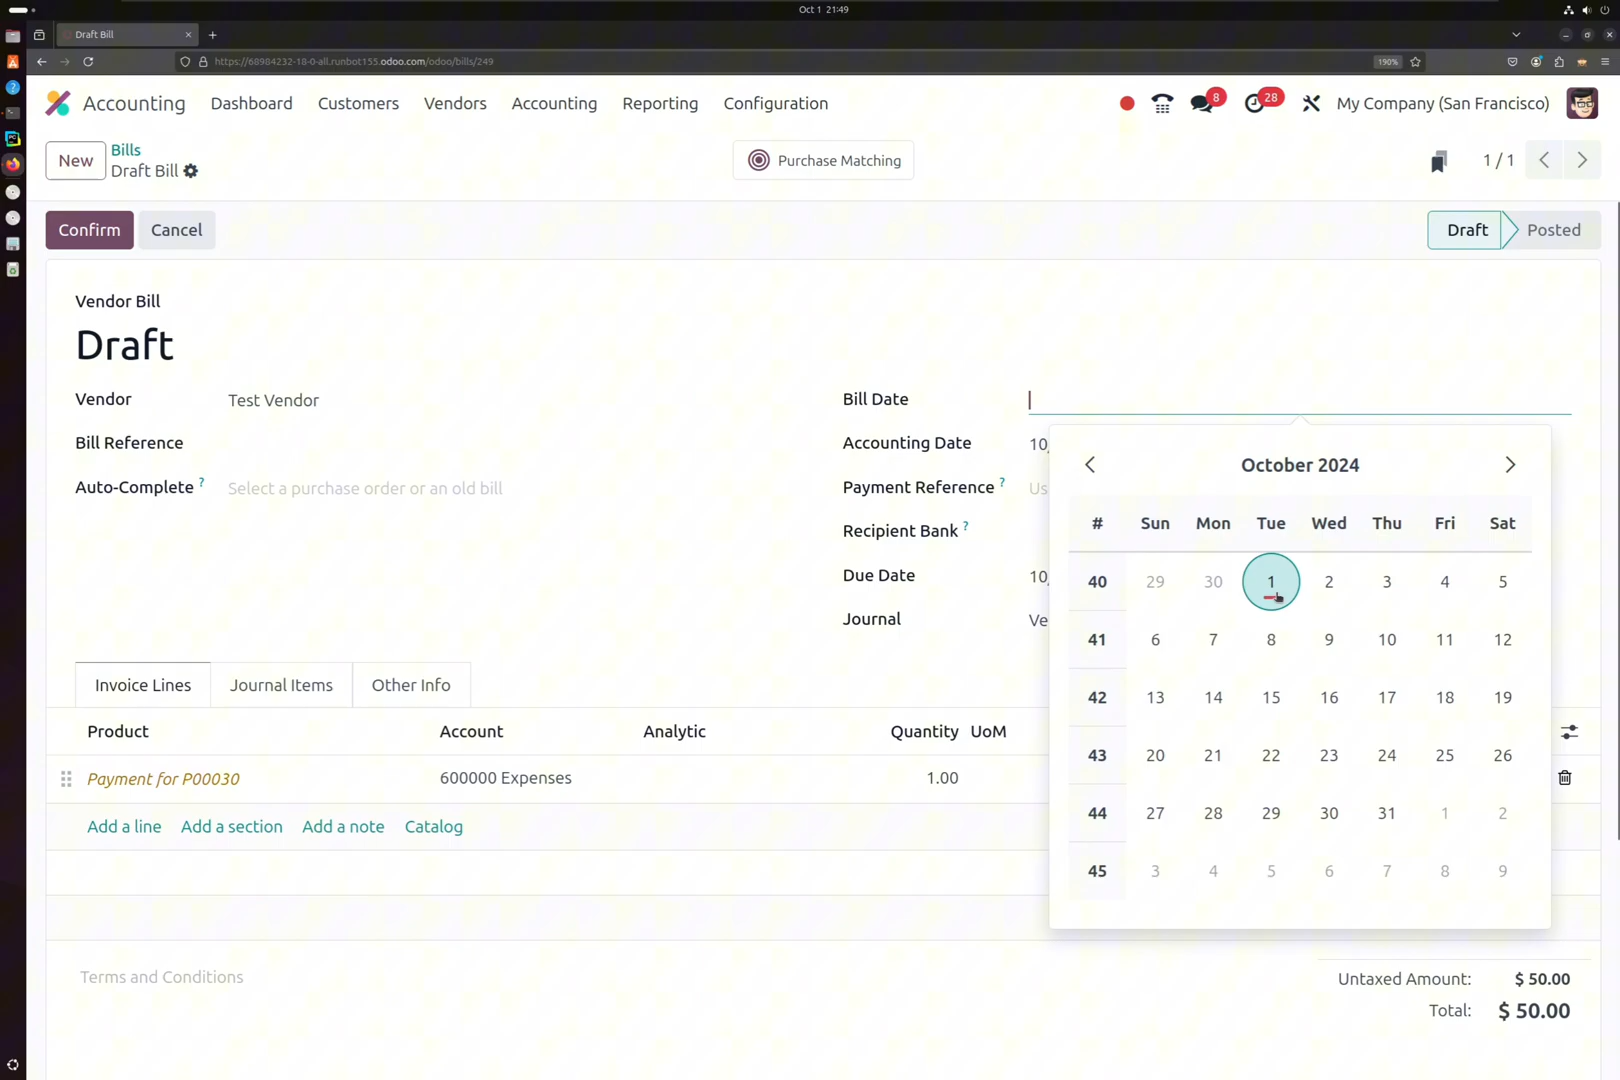 Oct 1 21:49
Draft Bill
https://68984232-18-0-all.runbot155.odoo.com/odoo/bills/249
190%
Accounting Dashboard Customers Vendors Accounting Reporting Configuration
8 28 My Company (San Francisco)
New Bills
Draft Bill
Purchase Matching
1 / 1
Confirm Cancel
Draft Posted
Vendor Bill
Draft
Vendor Test Vendor
Bill Reference
Auto-Complete ? Select a purchase order or an old bill
Bill Date
Accounting Date 10/
Payment Reference ? Us
Recipient Bank ?
Due Date 10/
Journal Ve
October 2024
# Sun Mon Tue Wed Thu Fri Sat
40 29 30 1 2 3 4 5
41 6 7 8 9 10 11 12
42 13 14 15 16 17 18 19
43 20 21 22 23 24 25 26
44 27 28 29 30 31 1 2
45 3 4 5 6 7 8 9
Invoice Lines Journal Items Other Info
Product Account Analytic Quantity UoM
Payment for P00030 600000 Expenses 1.00
Add a line Add a section Add a note Catalog
Terms and Conditions
Untaxed Amount: $ 50.00
Total: $ 50.00